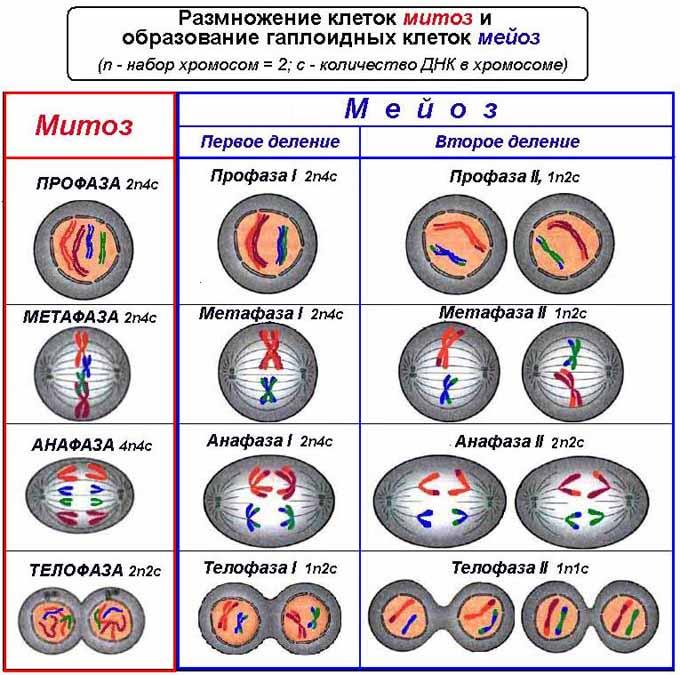 Размножение клеток митоз и
образование гаплоидных клеток мейоз
(n - набор хромосом = 2; c - количество ДНК в хромосоме)
Митоз
Мейоз
Первое деление
Второе деление
ПРОФАЗА 2n4c
Профаза I 2n4c
Профаза II, 1n2c
МЕТАФАЗА 2n4c
Метафаза I 2n4c
Метафаза II 1n2c
АНАФАЗА 4n4c
Анафаза I 2n4c
Анафаза II 2n2c
ТЕЛОФАЗА 2n2c
Телофаза I 1n2c
Телофаза II 1n1c